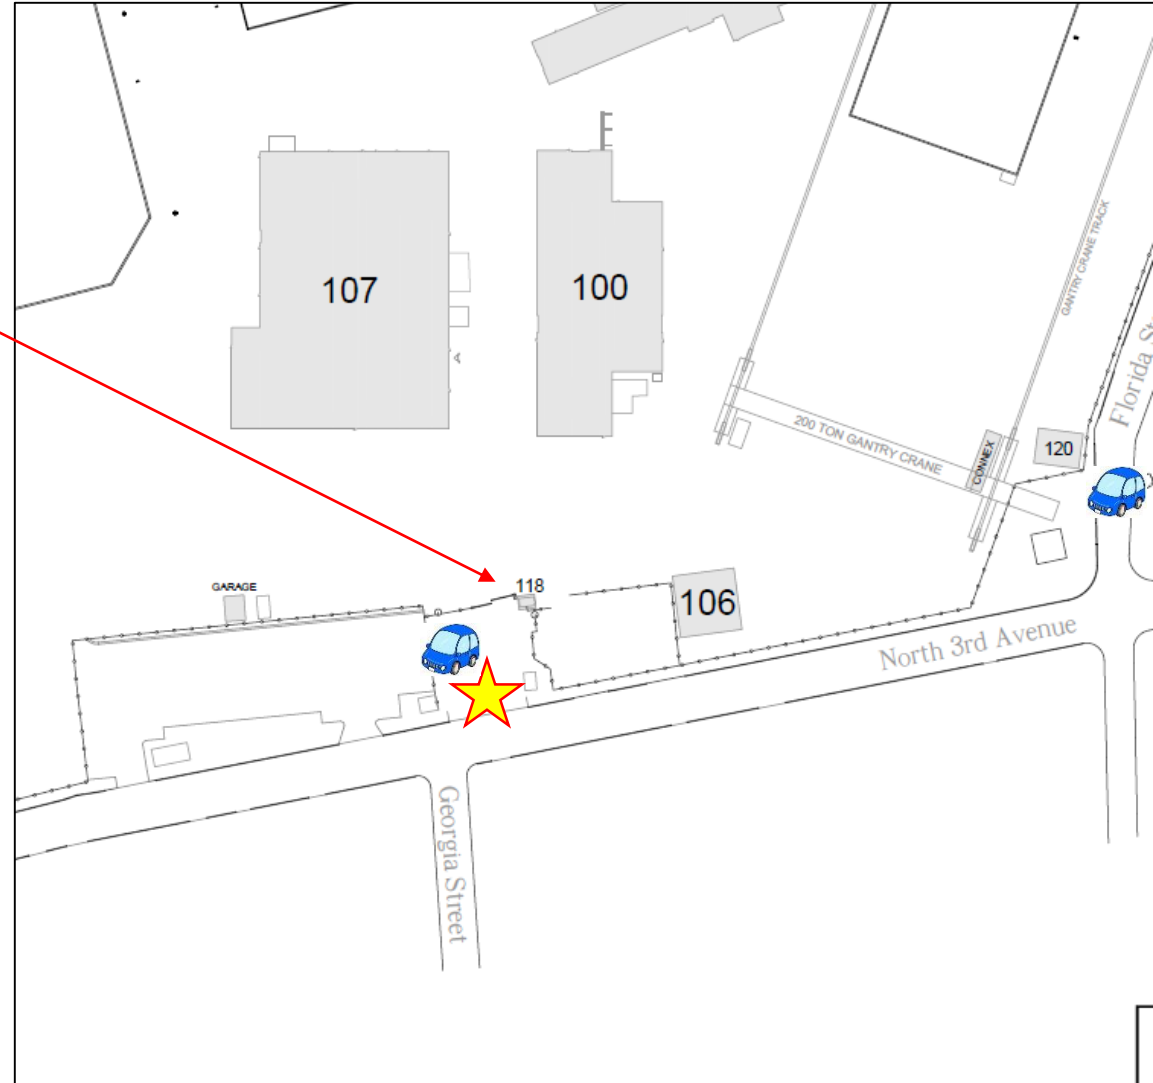 107
100
GANTRY CRANE TRACK
Florida
200 TON GANTRY CRANE
CONNEX
120
GARAGE
118
106
North 3rd Avenue
Georgia Street